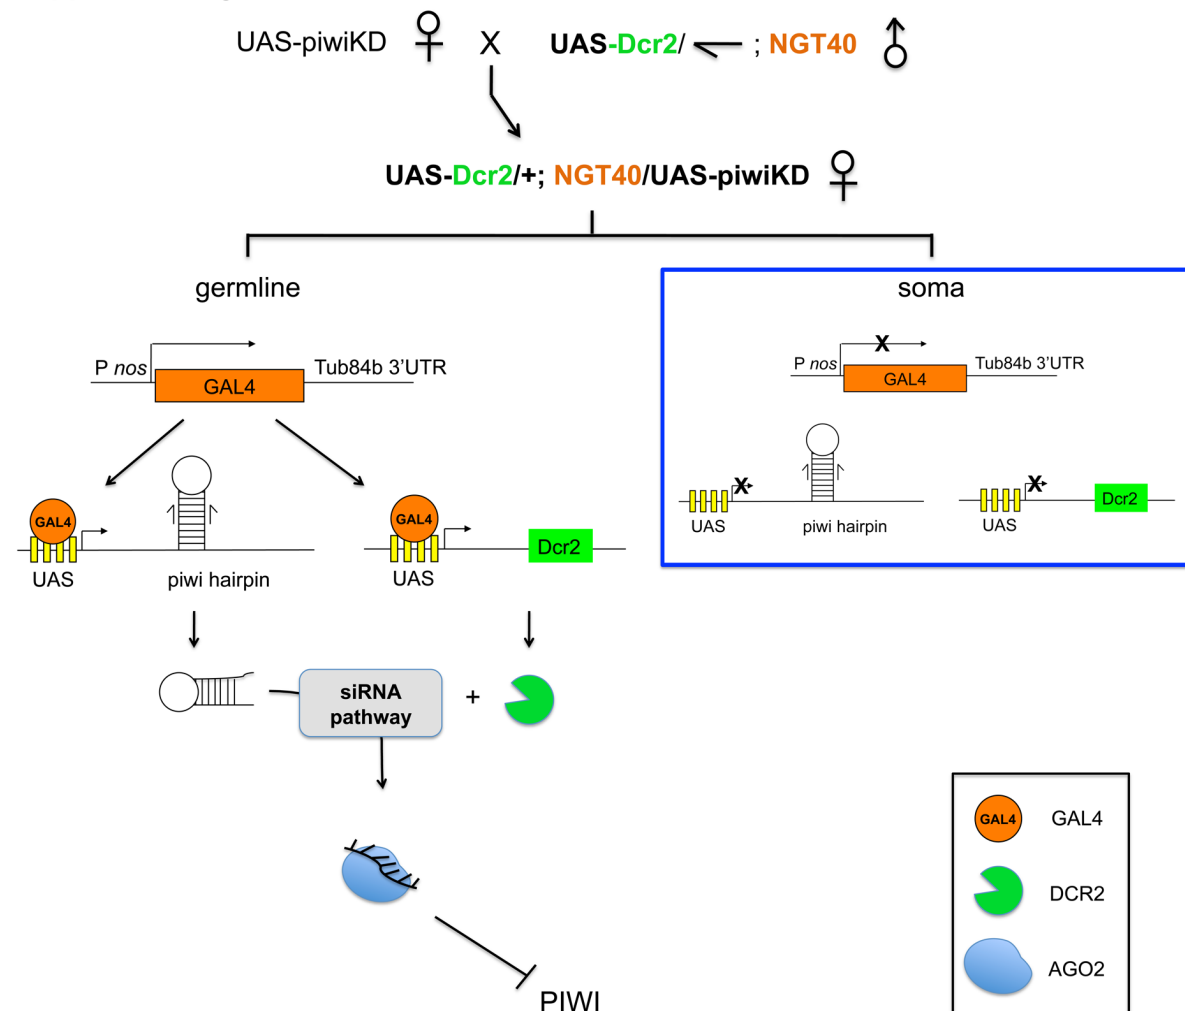 UAS-piwiKD ♀ X UAS-Dcr2/ ; NGT40 ♂
UAS-Dcr2/+; NGT40/UAS-piwiKD ♀
germline
P nos
GAL4
Tub84b 3’UTR
GAL4
UAS
piwi hairpin
GAL4
UAS
Dcr2
siRNA
pathway
+
PIWI
soma
X
P nos
GAL4
Tub84b 3’UTR
X
UAS
piwi hairpin
X
UAS
Dcr2
GAL4 GAL4
DCR2
AGO2